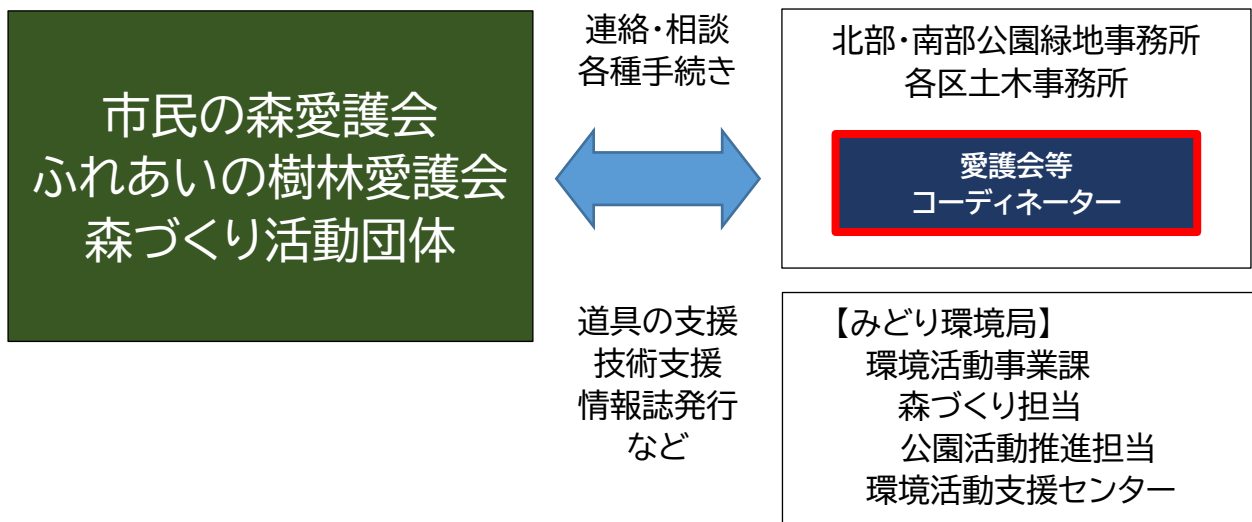 市民の森愛護会
ふれあいの樹林愛護会
森づくり活動団体
連絡・相談
各種手続き
北部・南部公園緑地事務所
各区土木事務所
愛護会等
コーディネーター
道具の支援
技術支援
情報誌発行
など
【みどり環境局】
環境活動事業課
森づくり担当
公園活動推進担当
環境活動支援センター